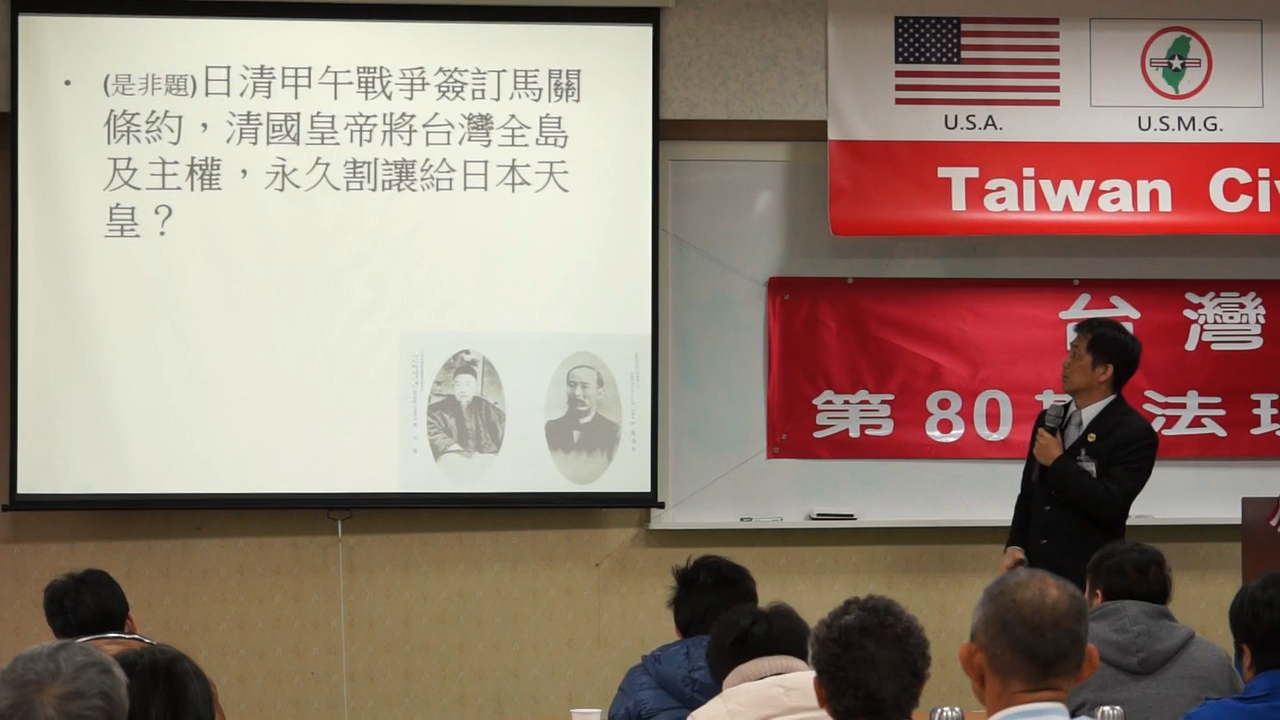 • (是非題)日清甲午戰爭簽訂馬關
條約，清國皇帝將台灣全島
及主權，永久割讓給日本天
皇？
U.S.A.
U.S.M.G.
Taiwan Civ
台灣
第80 法